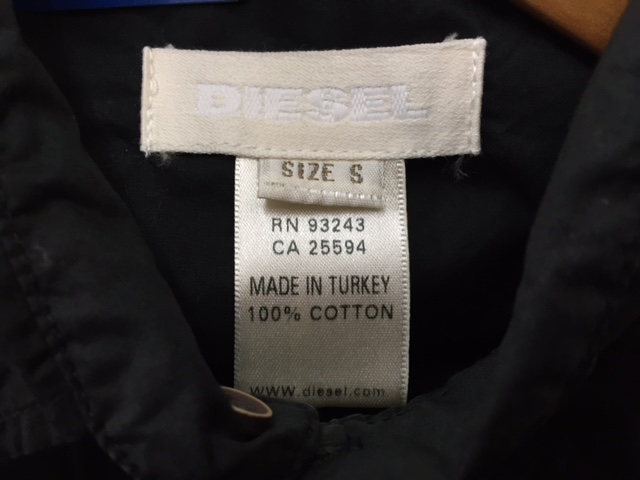 DIESEL
SIZE S
RN 93243
CA 25594
MADE IN TURKEY
100% COTTON
www.diesel.com